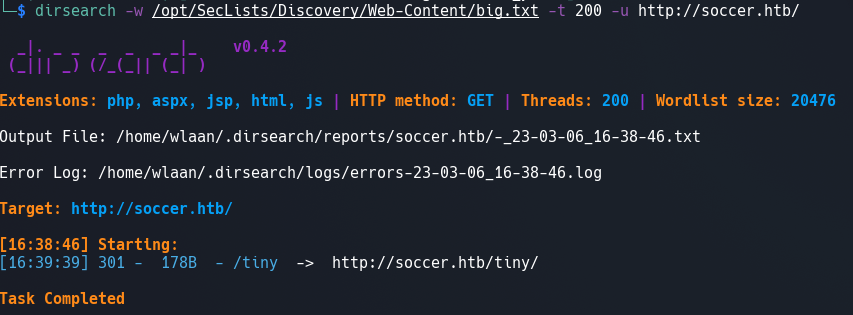 └─$ dirsearch -w /opt/SecLists/Discovery/Web-Content/big.txt -t 200 -u http://soccer.htb/
_|. _ _  _  _  _ _|_    v0.4.2
(_||| _) (/_(_|| (_| )
Extensions: php, aspx, jsp, html, js | HTTP method: GET | Threads: 200 | Wordlist size: 20476
Output File: /home/wlaan/.dirsearch/reports/soccer.htb/-_23-03-06_16-38-46.txt
Error Log: /home/wlaan/.dirsearch/logs/errors-23-03-06_16-38-46.log
Target: http://soccer.htb/
[16:38:46] Starting:
[16:39:39] 301 -  178B  - /tiny  ->  http://soccer.htb/tiny/
Task Completed